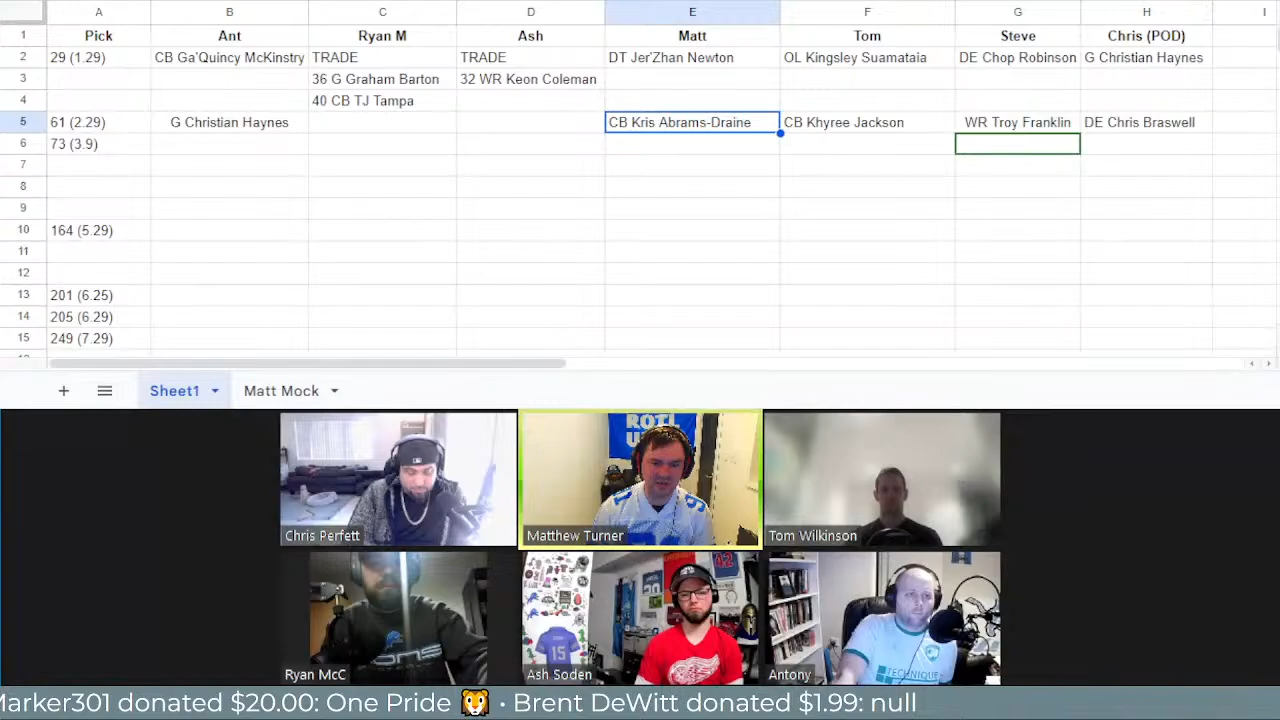 A B C D E F G H I
1 Pick Ant Ryan M Ash Matt Tom Steve Chris (POD)
2 29 (1.29) CB Ga'Quincy McKinstry TRADE TRADE DT Jer'Zhan Newton OL Kingsley Suamataia DE Chop Robinson G Christian Haynes
3 36 G Graham Barton 32 WR Keon Coleman
4 40 CB TJ Tampa
5 61 (2.29) G Christian Haynes CB Kris Abrams-Draine CB Khyree Jackson WR Troy Franklin DE Chris Braswell
6 73 (3.9)
7
8
9
10 164 (5.29)
11
12
13 201 (6.25)
14 205 (6.29)
15 249 (7.29)
Sheet1 Matt Mock
Chris Perfett
Matthew Turner
Tom Wilkinson
Ryan McC
15
Ash Soden
42
TECHNIQUE
Antony
Marker301 donated $20.00: One Pride 🦁 • Brent DeWitt donated $1.99: null